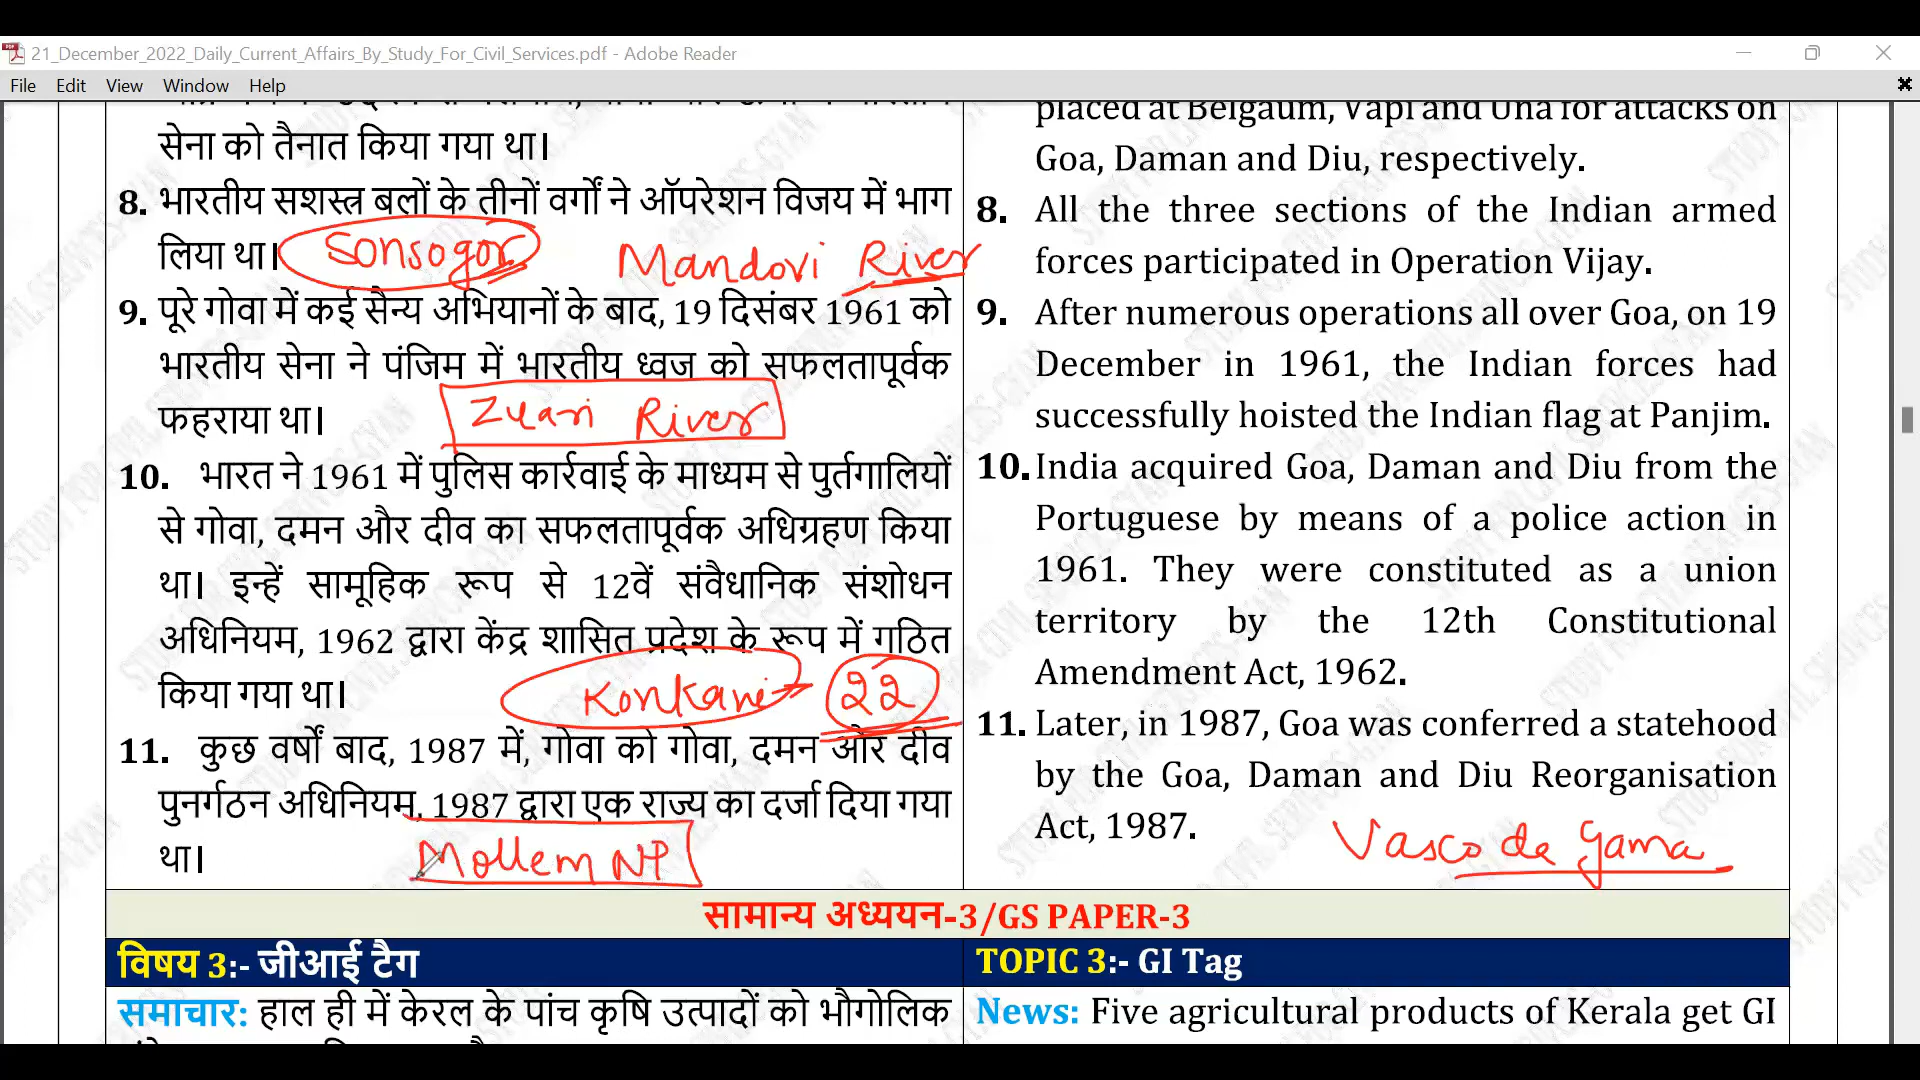 21_December_2022_Daily_Current_Affairs_By_Study_For_Civil_Services.pdf - Adobe Reader
File Edit View Window Help
सेना को तैनात किया गया था।
8. भारतीय सशस्त्र बलों के तीनों वर्गों ने ऑपरेशन विजय में भाग
लिया था। Sonsogor Mandovi River
9. पूरे गोवा में कई सैन्य अभियानों के बाद, 19 दिसंबर 1961 को
भारतीय सेना ने पंजिम में भारतीय ध्वज को सफलतापूर्वक
फहराया था। Zuari River
10. भारत ने 1961 में पुलिस कार्रवाई के माध्यम से पुर्तगालियों
से गोवा, दमन और दीव का सफलतापूर्वक अधिग्रहण किया
था। इन्हें सामूहिक रूप से 12वें संवैधानिक संशोधन
अधिनियम, 1962 द्वारा केंद्र शासित प्रदेश के रूप में गठित
किया गया था। Konkani → 22
11. कुछ वर्षों बाद, 1987 में, गोवा को गोवा, दमन और दीव
पुनर्गठन अधिनियम, 1987 द्वारा एक राज्य का दर्जा दिया गया
था। Mollem NP
placed at Belgaum, Vapi and Una for attacks on
Goa, Daman and Diu, respectively.
8. All the three sections of the Indian armed
forces participated in Operation Vijay.
9. After numerous operations all over Goa, on 19
December in 1961, the Indian forces had
successfully hoisted the Indian flag at Panjim.
10. India acquired Goa, Daman and Diu from the
Portuguese by means of a police action in
1961. They were constituted as a union
territory by the 12th Constitutional
Amendment Act, 1962.
11. Later, in 1987, Goa was conferred a statehood
by the Goa, Daman and Diu Reorganisation
Act, 1987. Vasco de gama
सामान्य अध्ययन-3/GS PAPER-3
विषय 3:- जीआई टैग
TOPIC 3:- GI Tag
समाचार: हाल ही में केरल के पांच कृषि उत्पादों को भौगोलिक
News: Five agricultural products of Kerala get GI